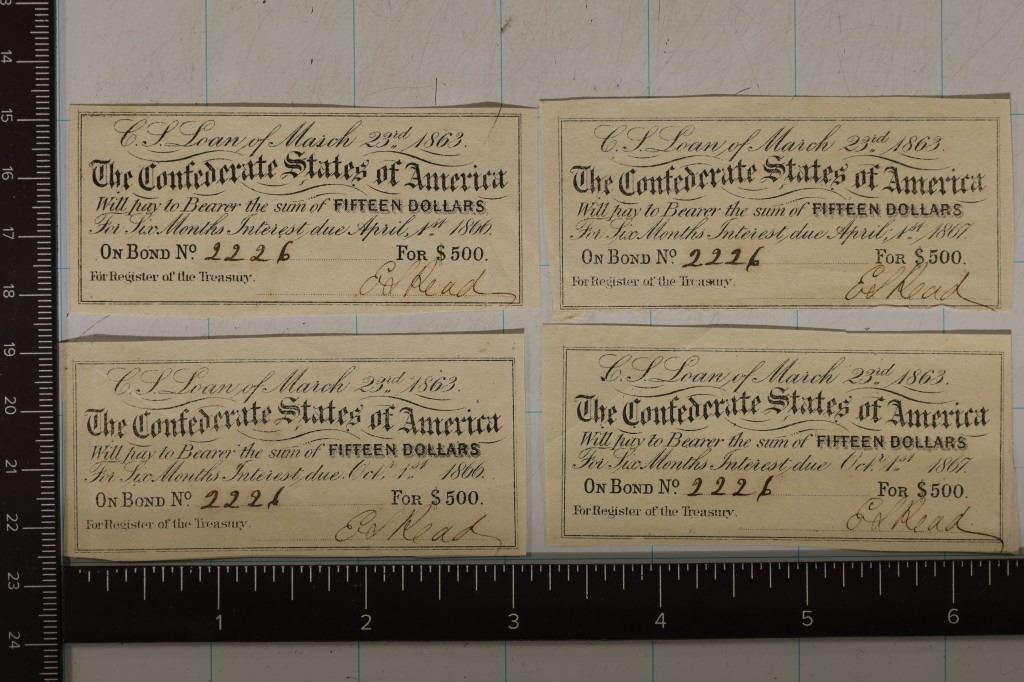 C. S. Loan of March 23rd 1863.
The Confederate States of America
Will pay to Bearer the sum of FIFTEEN DOLLARS
For Six Months Interest, due April, 1st 1866.
ON BOND No. 2226 FOR $500.
For Register of the Treasury. E S Read
C. S. Loan of March 23rd 1863.
The Confederate States of America
Will pay to Bearer the sum of FIFTEEN DOLLARS
For Six Months Interest, due April, 1st 1867.
ON BOND No. 2226 FOR $500.
For Register of the Treasury. E S Read
C. S. Loan of March 23rd 1863.
The Confederate States of America
Will pay to Bearer the sum of FIFTEEN DOLLARS
For Six Months Interest, due Oct. 1st 1866.
ON BOND No. 2226 FOR $500.
For Register of the Treasury. E S Read
C. S. Loan of March 23rd 1863.
The Confederate States of America
Will pay to Bearer the sum of FIFTEEN DOLLARS
For Six Months Interest, due Oct. 1st 1867.
ON BOND No. 2226 FOR $500.
For Register of the Treasury. E S Read
14
15
16
17
18
19
20
21
22
23
24
1 2 3 4 5 6